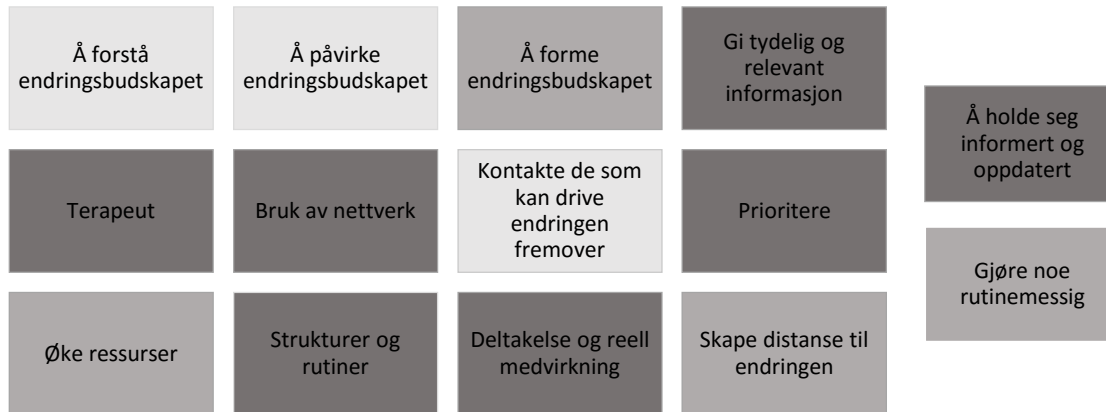 Å forstå
endringsbudskapet
Å påvirke
endringsbudskapet
Å forme
endringsbudskapet
Gi tydelig og
relevant
informasjon
Å holde seg
informert og
oppdatert
Terapeut
Bruk av nettverk
Kontakte de som
kan drive
endringen
fremover
Prioritere
Gjøre noe
rutinemessig
Øke ressurser
Strukturer og
rutiner
Deltakelse og reell
medvirkning
Skape distanse til
endringen